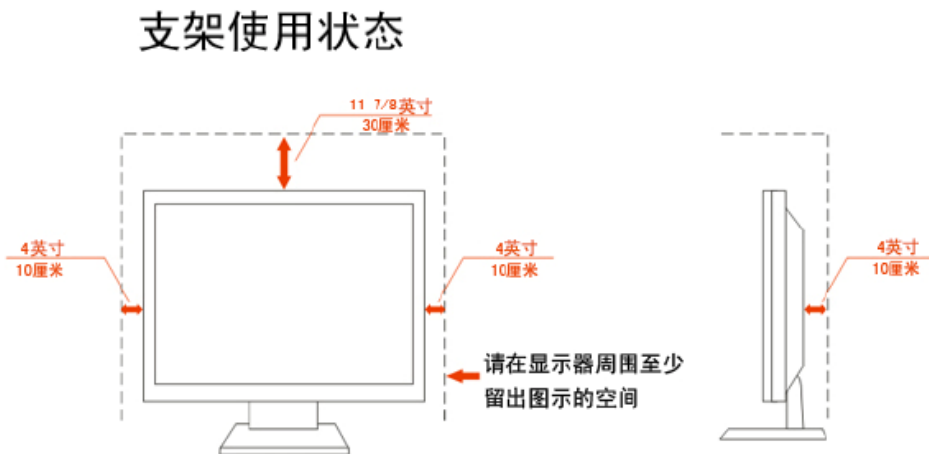 支架使用状态
11 7/8英寸
30厘米
4英寸
10厘米
4英寸
10厘米
4英寸
10厘米
请在显示器周围至少
留出图示的空间